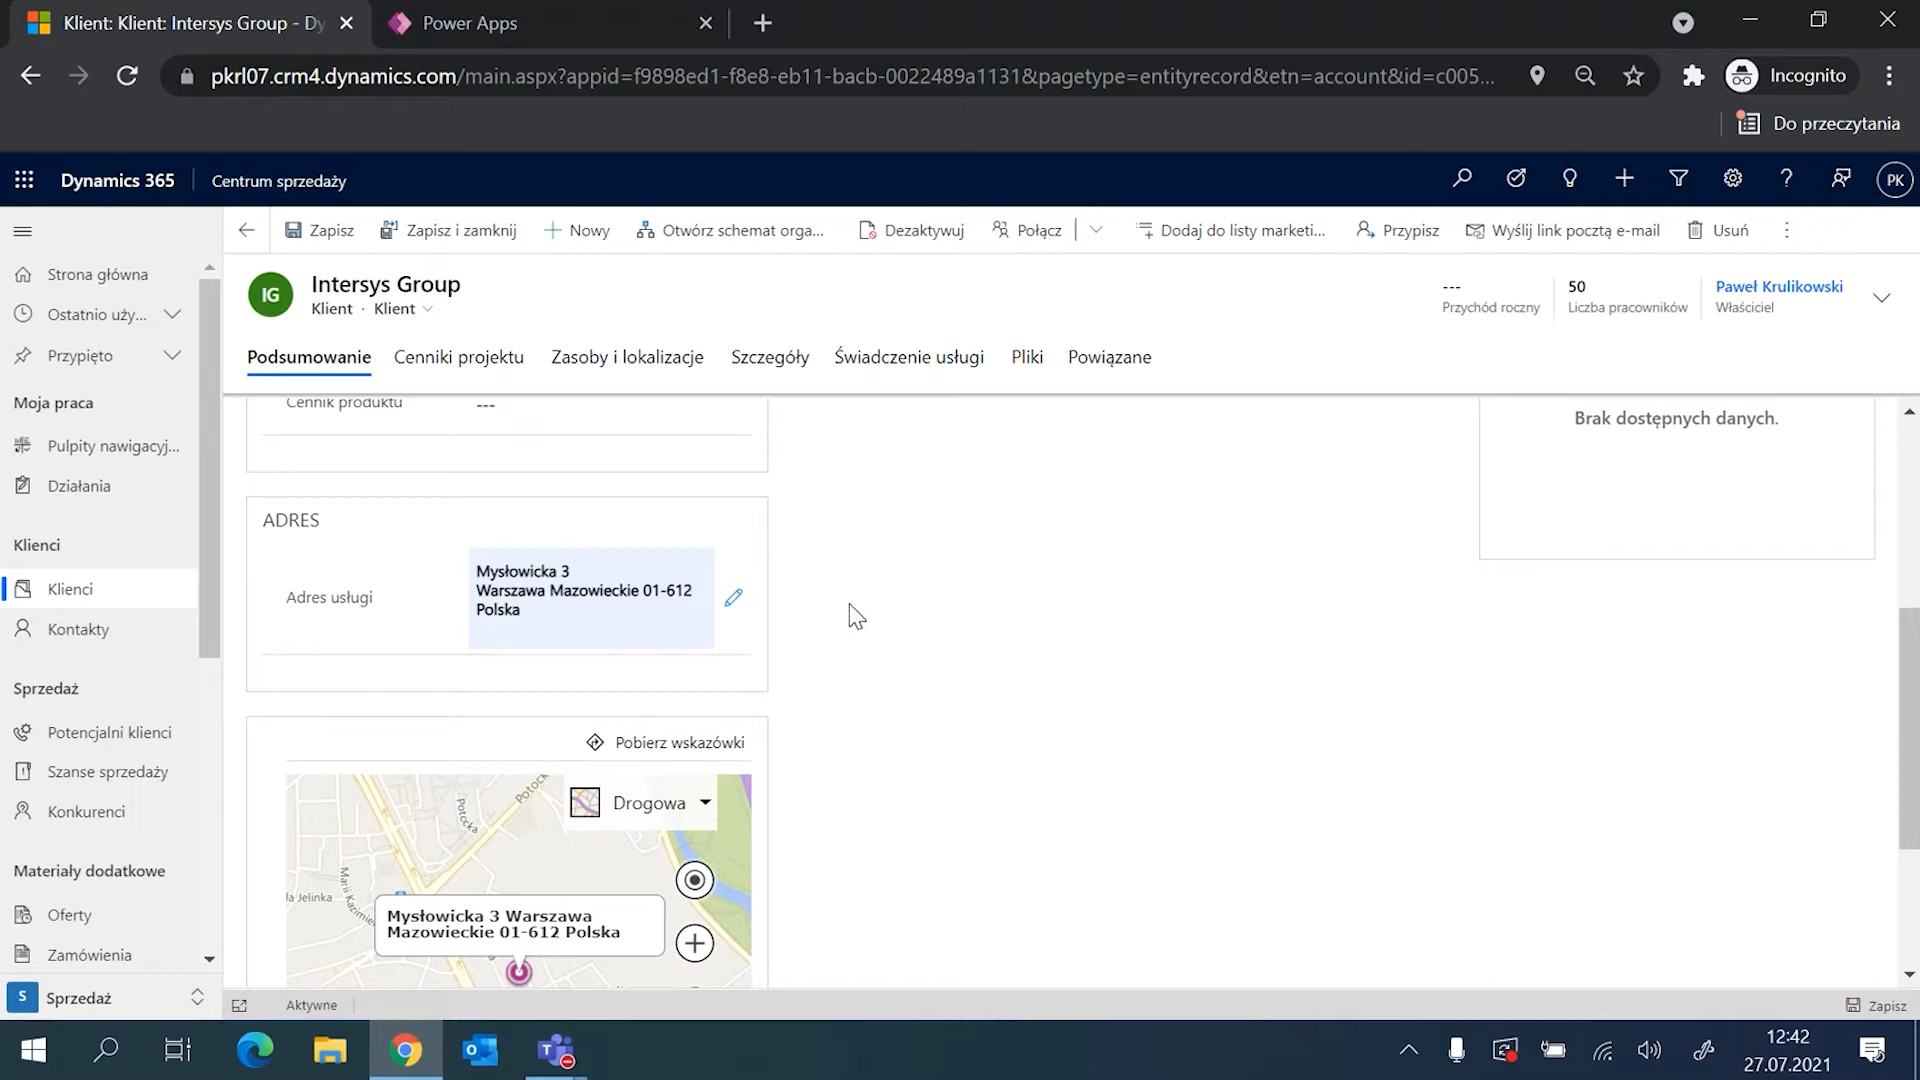 Klient: Klient: Intersys Group - Dy
Power Apps
pkrl07.crm4.dynamics.com/main.aspx?appid=f9898ed1-f8e8-eb11-bacb-0022489a1131&pagetype=entityrecord&etn=account&id=c005...
Incognito
Do przeczytania
Dynamics 365
Centrum sprzedaży
PK
Zapisz
Zapisz i zamknij
Nowy
Otwórz schemat orga...
Dezaktywuj
Połącz
Dodaj do listy marketi...
Przypisz
Wyślij link pocztą e-mail
Usuń
Strona główna
Ostatnio uży...
Przypięto
Moja praca
Pulpity nawigacyj...
Działania
Klienci
Klienci
Kontakty
Sprzedaż
Potencjalni klienci
Szanse sprzedaży
Konkurenci
Materiały dodatkowe
Oferty
Zamówienia
S
Sprzedaż
IG
Intersys Group
Klient · Klient
---
Przychód roczny
50
Liczba pracowników
Paweł Krulikowski
Właściciel
Podsumowanie
Cenniki projektu
Zasoby i lokalizacje
Szczegóły
Świadczenie usługi
Pliki
Powiązane
Cennik produktu
---
Brak dostępnych danych.
ADRES
Adres usługi
Mysłowicka 3
Warszawa Mazowieckie 01-612
Polska
Pobierz wskazówki
Drogowa
Potocka
Potock
la Jelinka
Marii Kazimier
Mysłowicka 3 Warszawa
Mazowieckie 01-612 Polska
Aktywne
Zapisz
12:42
27.07.2021